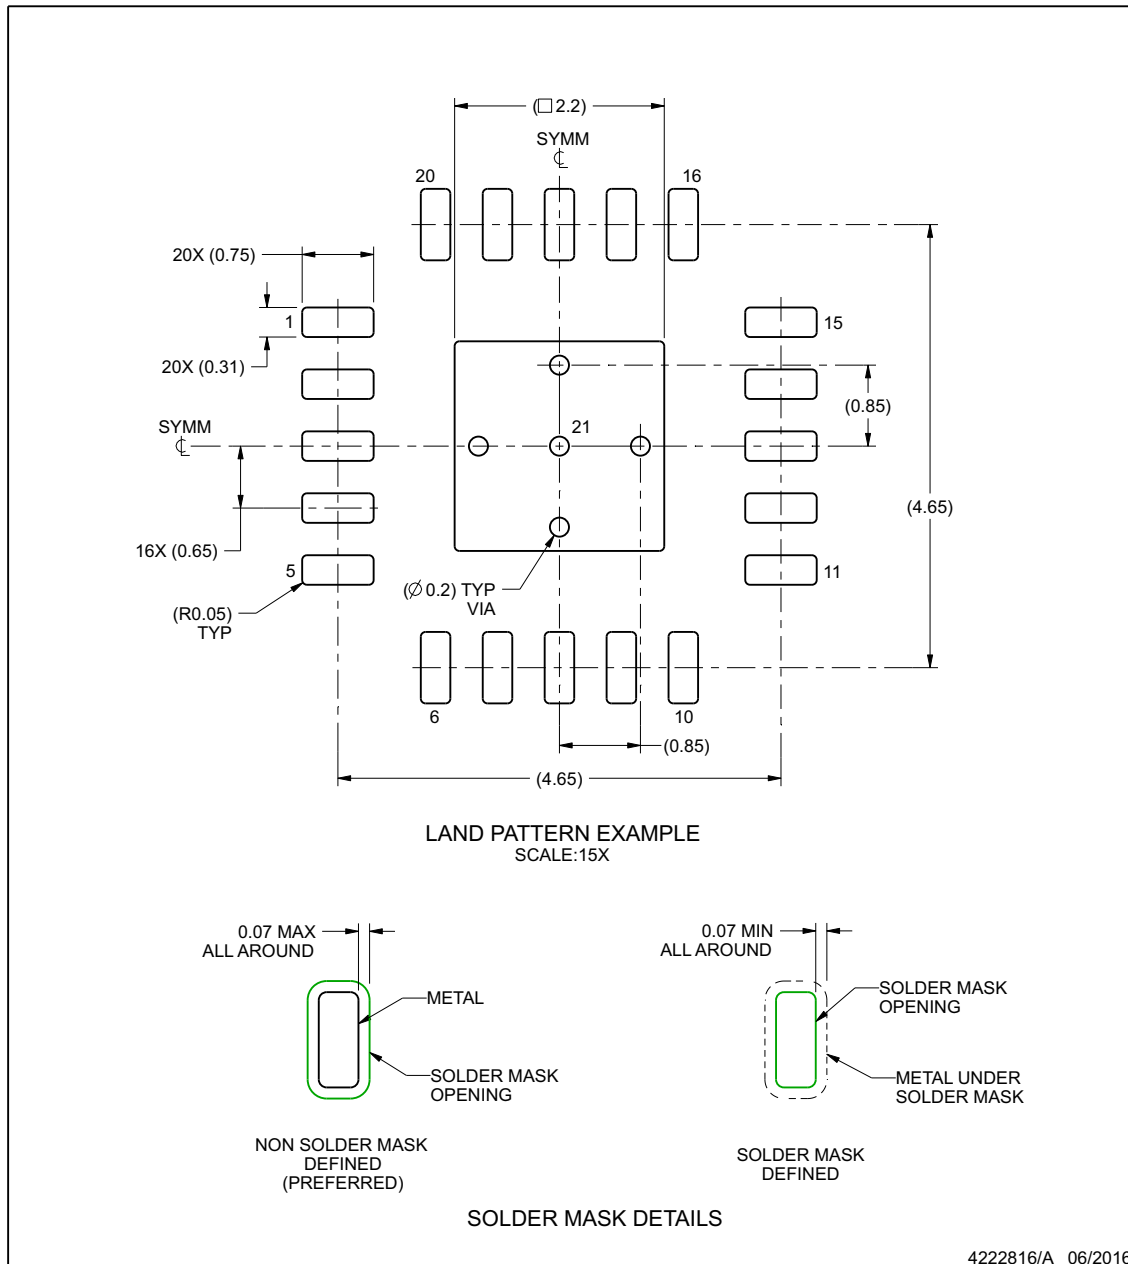 (□ 2.2)
SYMM
℄
20
16
20X (0.75)
1
15
20X (0.31)
(0.85)
SYMM
℄
21
(4.65)
16X (0.65)
5
11
(∅ 0.2) TYP
VIA
(R0.05)
TYP
6
10
(0.85)
(4.65)
LAND PATTERN EXAMPLE
SCALE:15X
0.07 MAX
ALL AROUND
METAL
SOLDER MASK
OPENING
NON SOLDER MASK
DEFINED
(PREFERRED)
0.07 MIN
ALL AROUND
SOLDER MASK
OPENING
METAL UNDER
SOLDER MASK
SOLDER MASK
DEFINED
SOLDER MASK DETAILS
4222816/A 06/2016